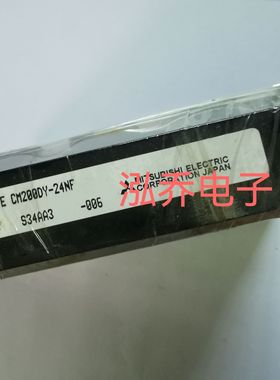 E CM200DY-24NF
S34AA3 -006
MITSUBISHI ELECTRIC
CORPORATION JAPAN
泓乔电子